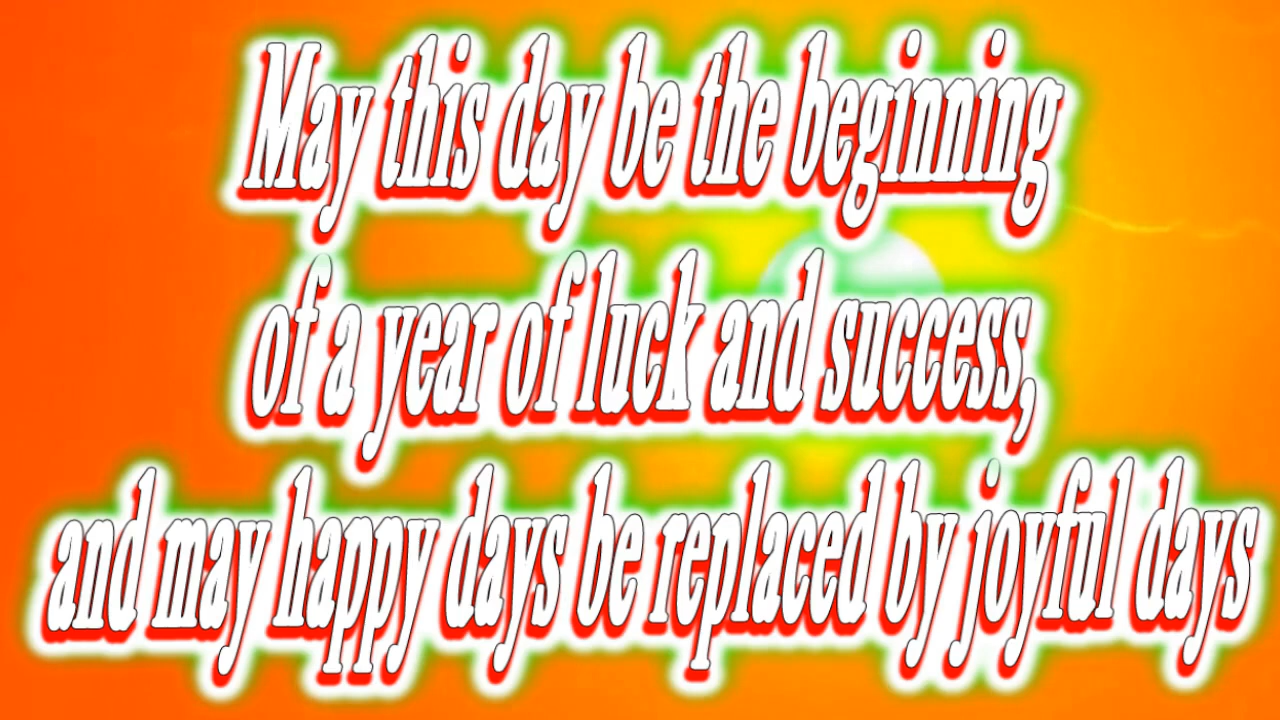 May this day be the beginning
of a year of luck and success,
and may happy days be replaced by joyful days